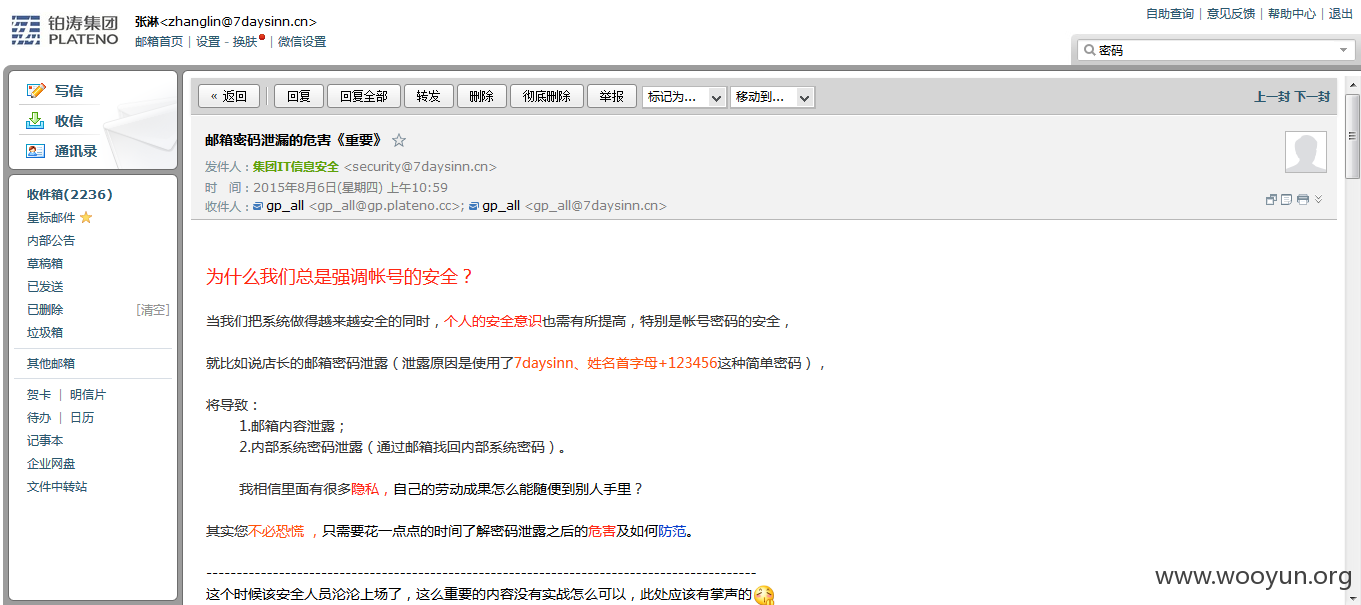 铂涛集团
PLATENO
张淋<zhanglin@7daysinn.cn>
邮箱首页 | 设置 - 换肤 | 微信设置
自助查询 | 意见反馈 | 帮助中心 | 退出
密码
写信
收信
通讯录
收件箱(2236)
星标邮件
内部公告
草稿箱
已发送
已删除 [清空]
垃圾箱
其他邮箱
贺卡 | 明信片
待办 | 日历
记事本
企业网盘
文件中转站
« 返回 回复 回复全部 转发 删除 彻底删除 举报 标记为... 移动到... 上一封 下一封
邮箱密码泄漏的危害《重要》
发件人：集团IT信息安全 <security@7daysinn.cn>
时 间：2015年8月6日(星期四) 上午10:59
收件人：gp_all <gp_all@gp.plateno.cc>; gp_all <gp_all@7daysinn.cn>
为什么我们总是强调帐号的安全？
当我们把系统做得越来越安全的同时，个人的安全意识也需有所提高，特别是帐号密码的安全，
就比如说店长的邮箱密码泄露（泄露原因是使用了7daysinn、姓名首字母+123456这种简单密码），
将导致：
1.邮箱内容泄露；
2.内部系统密码泄露（通过邮箱找回内部系统密码）。
我相信里面有很多隐私，自己的劳动成果怎么能随便到别人手里？
其实您不必恐慌 ，只需要花一点点的时间了解密码泄露之后的危害及如何防范。
-------------------------------------------------------------------------------------------
这个时候该安全人员沦沦上场了，这么重要的内容没有实战怎么可以，此处应该有掌声的
www.wooyun.org